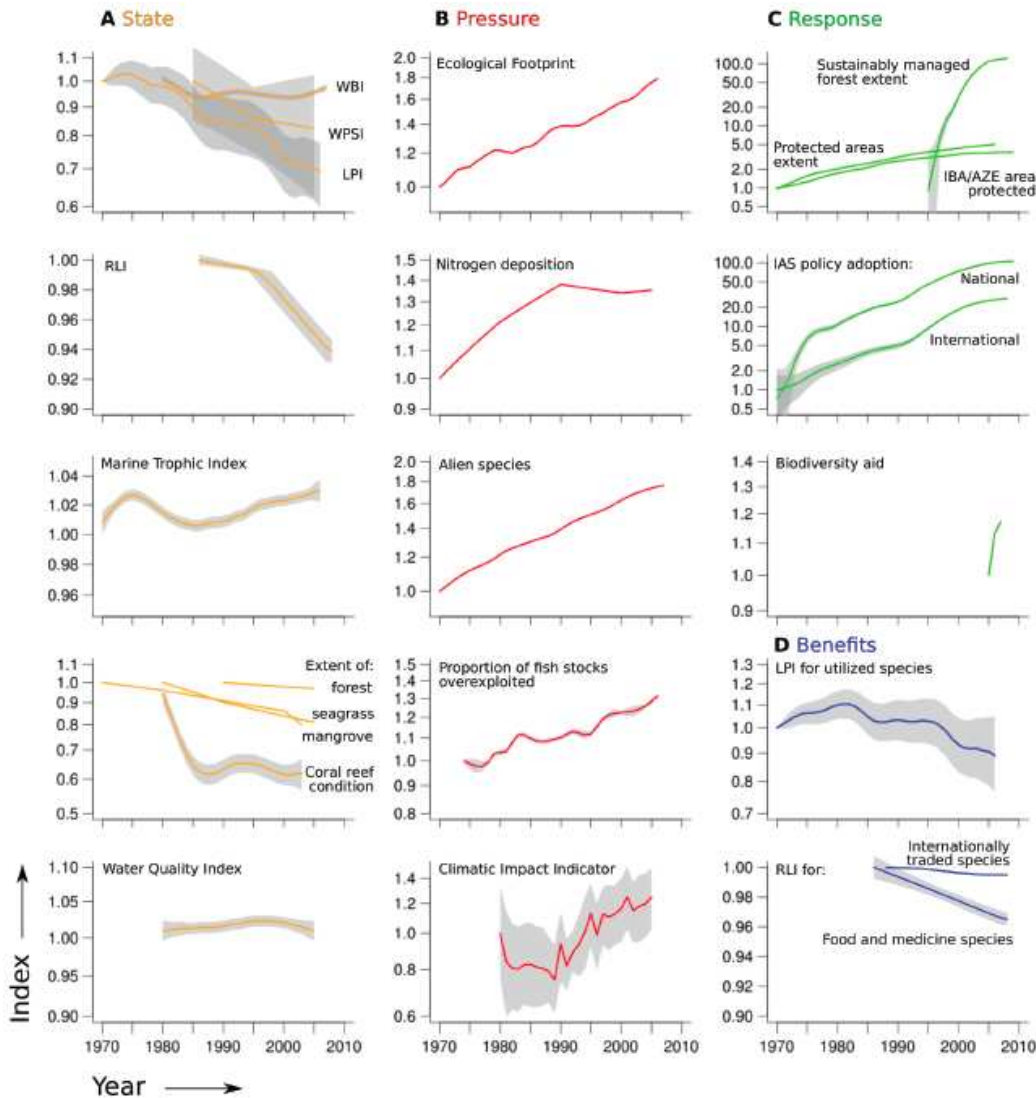 A State
1.1
1.0
0.9
0.8
0.7
0.6
WBI
WPSI
LPI
B Pressure
2.0
1.8
1.6
1.4
1.2
1.0
Ecological Footprint
C Response
100.0
50.0
20.0
10.0
5.0
2.0
1.0
0.5
Sustainably managed
forest extent
Protected areas
extent
IBA/AZE area
protected
1.00
0.98
0.96
0.94
0.92
0.90
RLI
1.5
1.4
1.3
1.2
1.1
1.0
0.9
Nitrogen deposition
100.0
50.0
20.0
10.0
5.0
2.0
1.0
0.5
IAS policy adoption:
National
International
1.04
1.02
1.00
0.98
0.96
Marine Trophic Index
2.0
1.8
1.6
1.4
1.2
1.0
Alien species
1.4
1.3
1.2
1.1
1.0
0.9
Biodiversity aid
1.1
1.0
0.9
0.8
0.7
0.6
0.5
Extent of:
forest
seagrass
mangrove
Coral reef
condition
1.5
1.4
1.3
1.2
1.1
1.0
0.9
0.8
Proportion of fish stocks
overexploited
D Benefits
1.3
1.2
1.1
1.0
0.9
0.8
0.7
LPI for utilized species
1.10
1.05
1.00
0.95
0.90
Water Quality Index
1970
1980
1990
2000
2010
1.4
1.2
1.0
0.8
0.6
Climatic Impact Indicator
1970
1980
1990
2000
2010
1.00
0.98
0.96
0.94
0.92
0.90
RLI for:
Internationally
traded species
Food and medicine species
1970
1980
1990
2000
2010
Index
Year